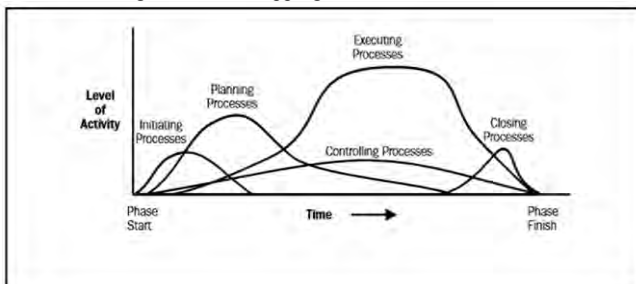 Executing
Processes
Level
of
Activity
Planning
Processes
Initiating
Processes
Closing
Processes
Controlling Processes
Phase
Start
Time
Phase
Finish